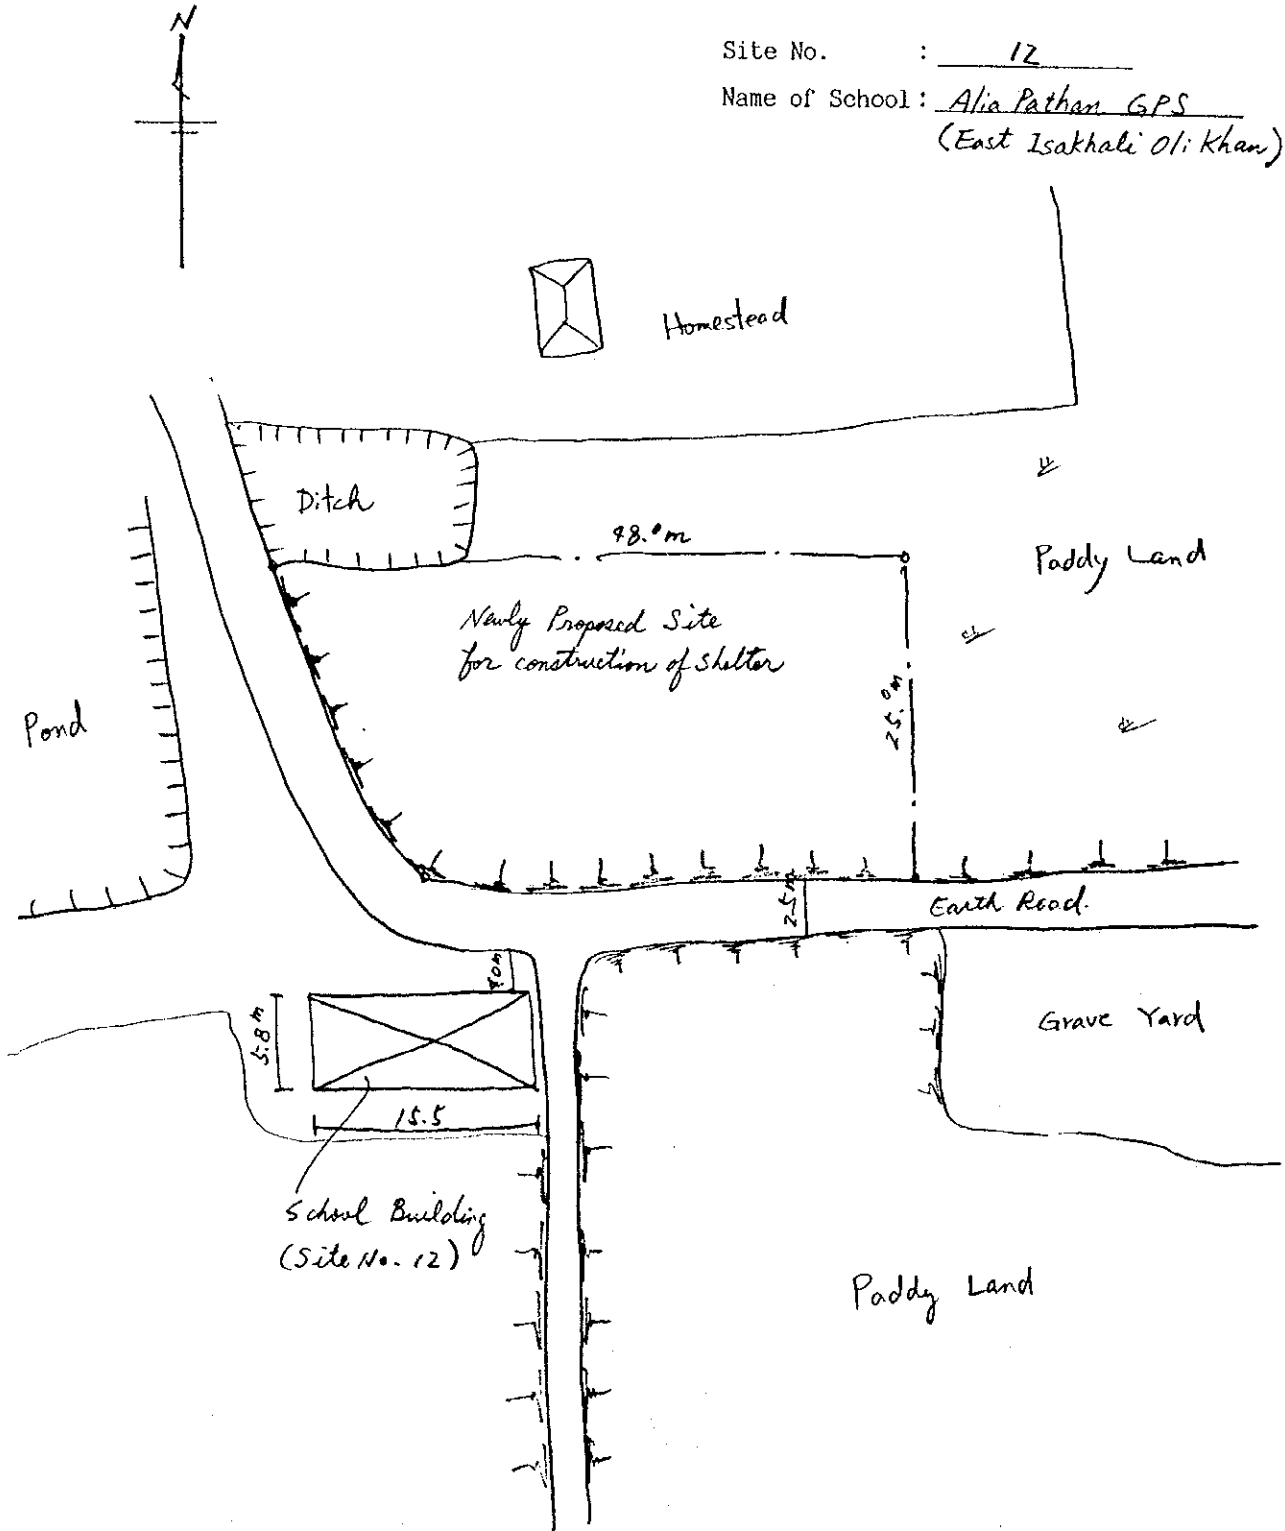 N
Site No. : 12
Name of School : Alia Pathan GPS
(East Isakhali Oli Khan)
Homestead
Ditch
48.0m
Paddy Land
Newly Proposed Site
for construction of Shelter
25.0m
Pond
2.5m
Earth Road.
Grave Yard
5.8m
15.5
School Building
(Site No. 12)
Paddy Land